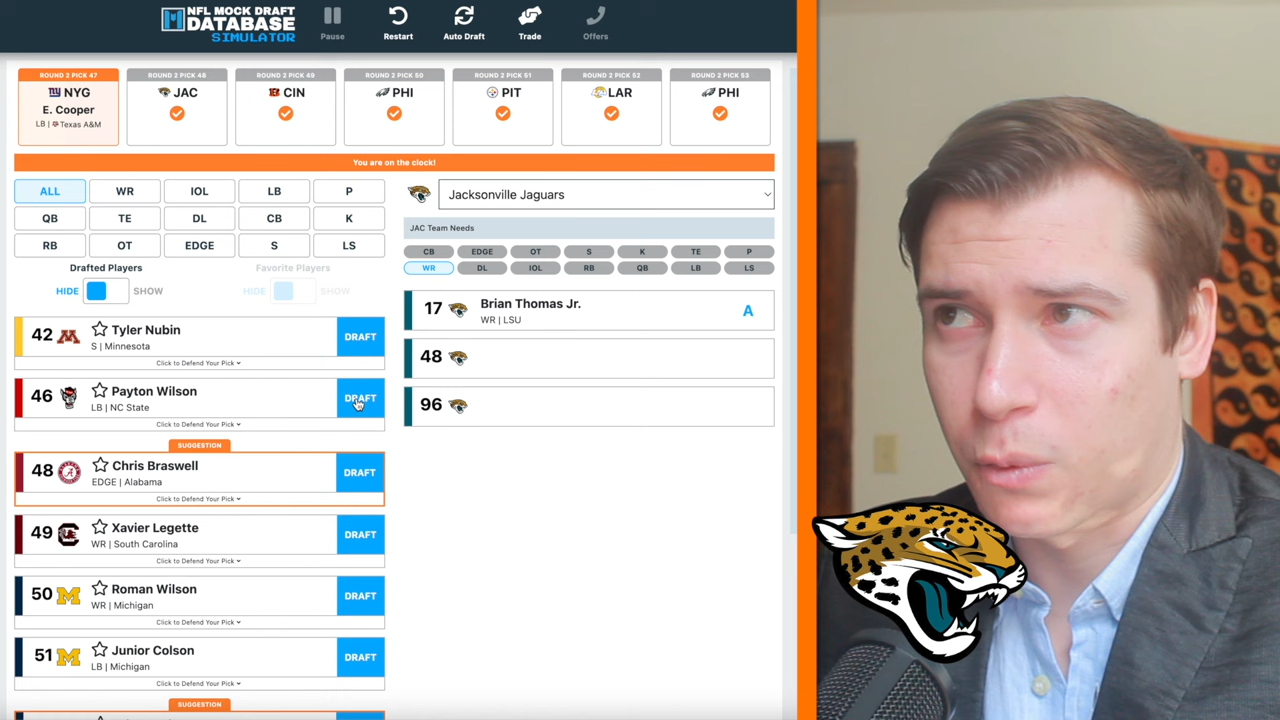 NFL MOCK DRAFT
DATABASE
SIMULATOR
Pause
Restart
Auto Draft
Trade
Offers
ROUND 2 PICK 47
NYG
E. Cooper
LB | Texas A&M
ROUND 2 PICK 48
JAC
ROUND 2 PICK 49
CIN
ROUND 2 PICK 50
PHI
ROUND 2 PICK 51
PIT
ROUND 2 PICK 52
LAR
ROUND 2 PICK 53
PHI
You are on the clock!
ALL WR IOL LB P
QB TE DL CB K
RB OT EDGE S LS
Drafted Players
HIDE SHOW
Favorite Players
HIDE SHOW
42 Tyler Nubin DRAFT
S | Minnesota
Click to Defend Your Pick
46 Payton Wilson DRAFT
LB | NC State
Click to Defend Your Pick
SUGGESTION
48 Chris Braswell DRAFT
EDGE | Alabama
Click to Defend Your Pick
49 Xavier Legette DRAFT
WR | South Carolina
Click to Defend Your Pick
50 Roman Wilson DRAFT
WR | Michigan
Click to Defend Your Pick
51 Junior Colson DRAFT
LB | Michigan
Click to Defend Your Pick
SUGGESTION
Jacksonville Jaguars
JAC Team Needs
CB EDGE OT S K TE P
WR DL IOL RB QB LB LS
17 Brian Thomas Jr. A
WR | LSU
48
96